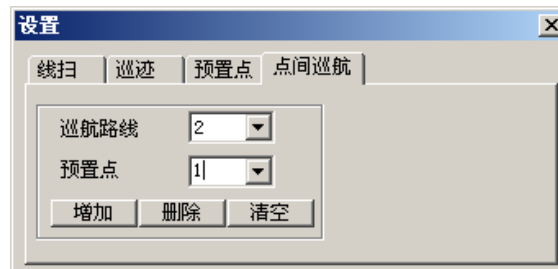 设置
线扫 巡迹 预置点 点间巡航
巡航路线 2
预置点 1
增加 删除 清空